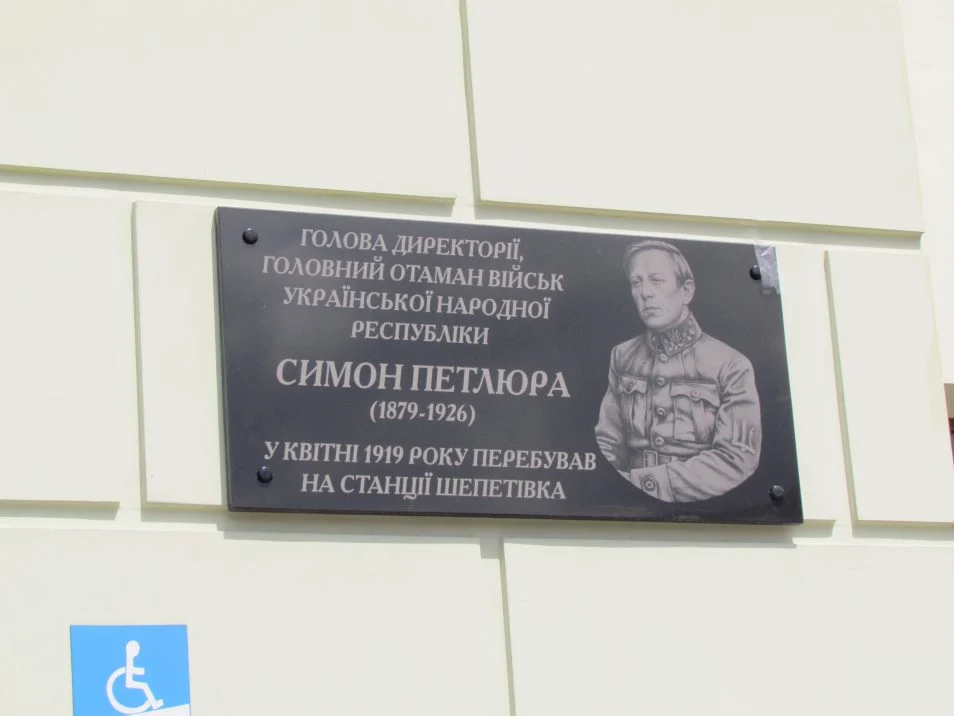 ГОЛОВА ДИРЕКТОРІЇ,
ГОЛОВНИЙ ОТАМАН ВІЙСЬК
УКРАЇНСЬКОЇ НАРОДНОЇ
РЕСПУБЛІКИ
СИМОН ПЕТЛЮРА
(1879-1926)
У КВІТНІ 1919 РОКУ ПЕРЕБУВАВ
НА СТАНЦІЇ ШЕПЕТІВКА